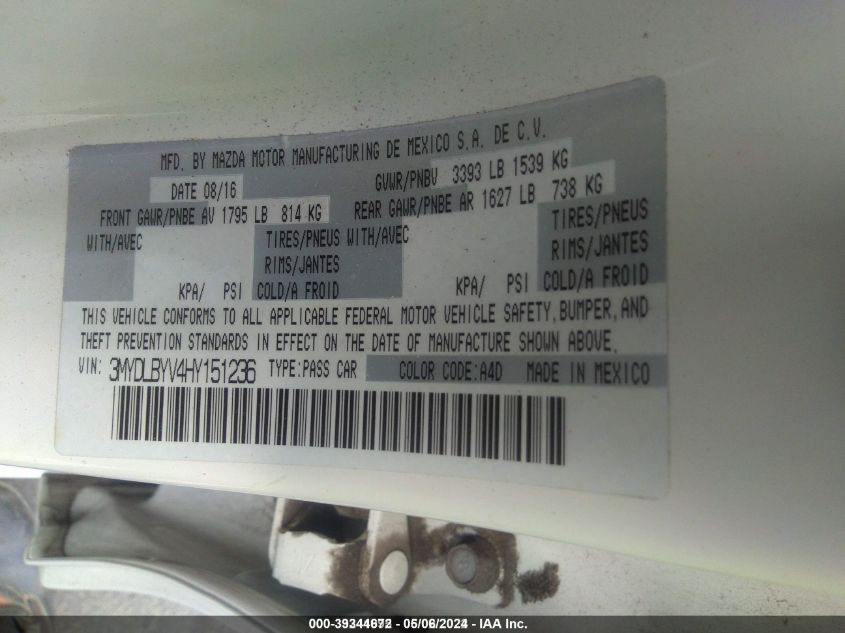 MFD. BY MAZDA MOTOR MANUFACTURING DE MEXICO S.A. DE C.V.
DATE 08/16 GVWR/PNBV 3393 LB 1539 KG
FRONT GAWR/PNBE AV 1795 LB 814 KG REAR GAWR/PNBE AR 1627 LB 738 KG
WITH/AVEC TIRES/PNEUS WITH/AVEC TIRES/PNEUS
RIMS/JANTES RIMS/JANTES
KPA/ PSI COLD/A FROID KPA/ PSI COLD/A FROID
THIS VEHICLE CONFORMS TO ALL APPLICABLE FEDERAL MOTOR VEHICLE SAFETY, BUMPER, AND
THEFT PREVENTION STANDARDS IN EFFECT ON THE DATE OF MANUFACTURE SHOWN ABOVE.
VIN: 3MYDLBYV4HY151236 TYPE:PASS CAR COLOR CODE:A4D MADE IN MEXICO
000-39344672 - 05/06/2024 - IAA Inc.